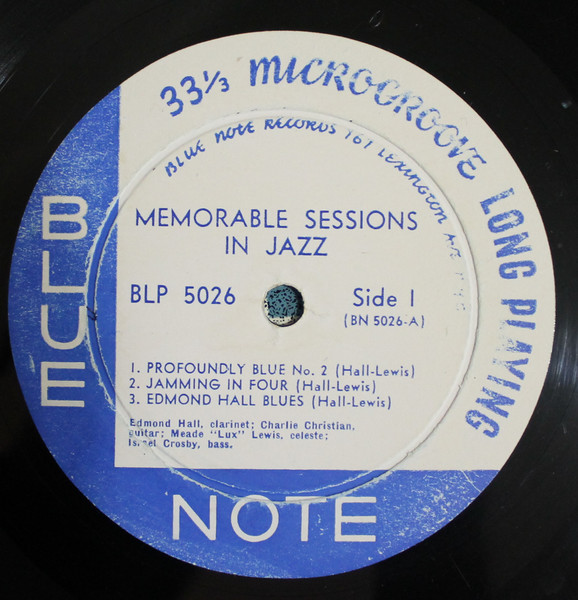 33⅓ MICROGROOVE LONG PLAYING
BLUE NOTE RECORDS 767 LEXINGTON AVE
MEMORABLE SESSIONS
IN JAZZ
BLP 5026
Side 1
(BN 5026-A)
1. PROFOUNDLY BLUE No. 2 (Hall-Lewis)
2. JAMMING IN FOUR (Hall-Lewis)
3. EDMOND HALL BLUES (Hall-Lewis)
Edmond Hall, clarinet; Charlie Christian,
guitar; Meade "Lux" Lewis, celeste;
Israel Crosby, bass.
BLUE
NOTE